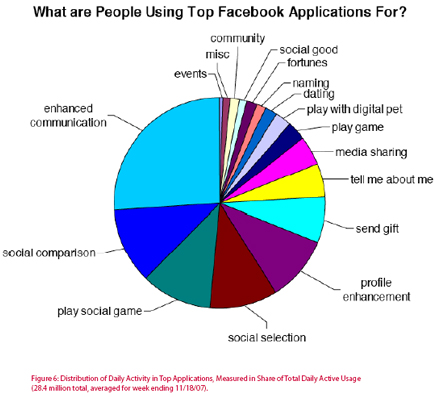 What are People Using Top Facebook Applications For?
community
misc
events
social good
fortunes
naming
dating
play with digital pet
play game
media sharing
tell me about me
send gift
profile
enhancement
social selection
play social game
social comparison
enhanced
communication
Figure 6: Distribution of Daily Activity in Top Applications, Measured in Share of Total Daily Active Usage
(28.4 million total, averaged for week ending 11/18/07).